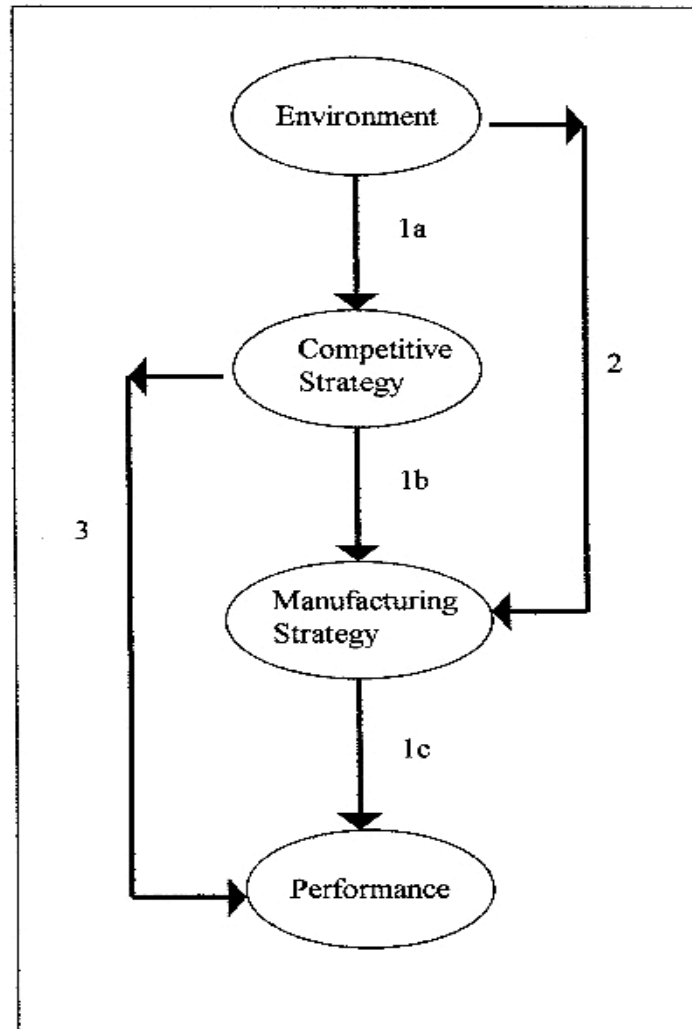 Environment
1a
Competitive
Strategy
2
1b
3
Manufacturing
Strategy
1c
Performance